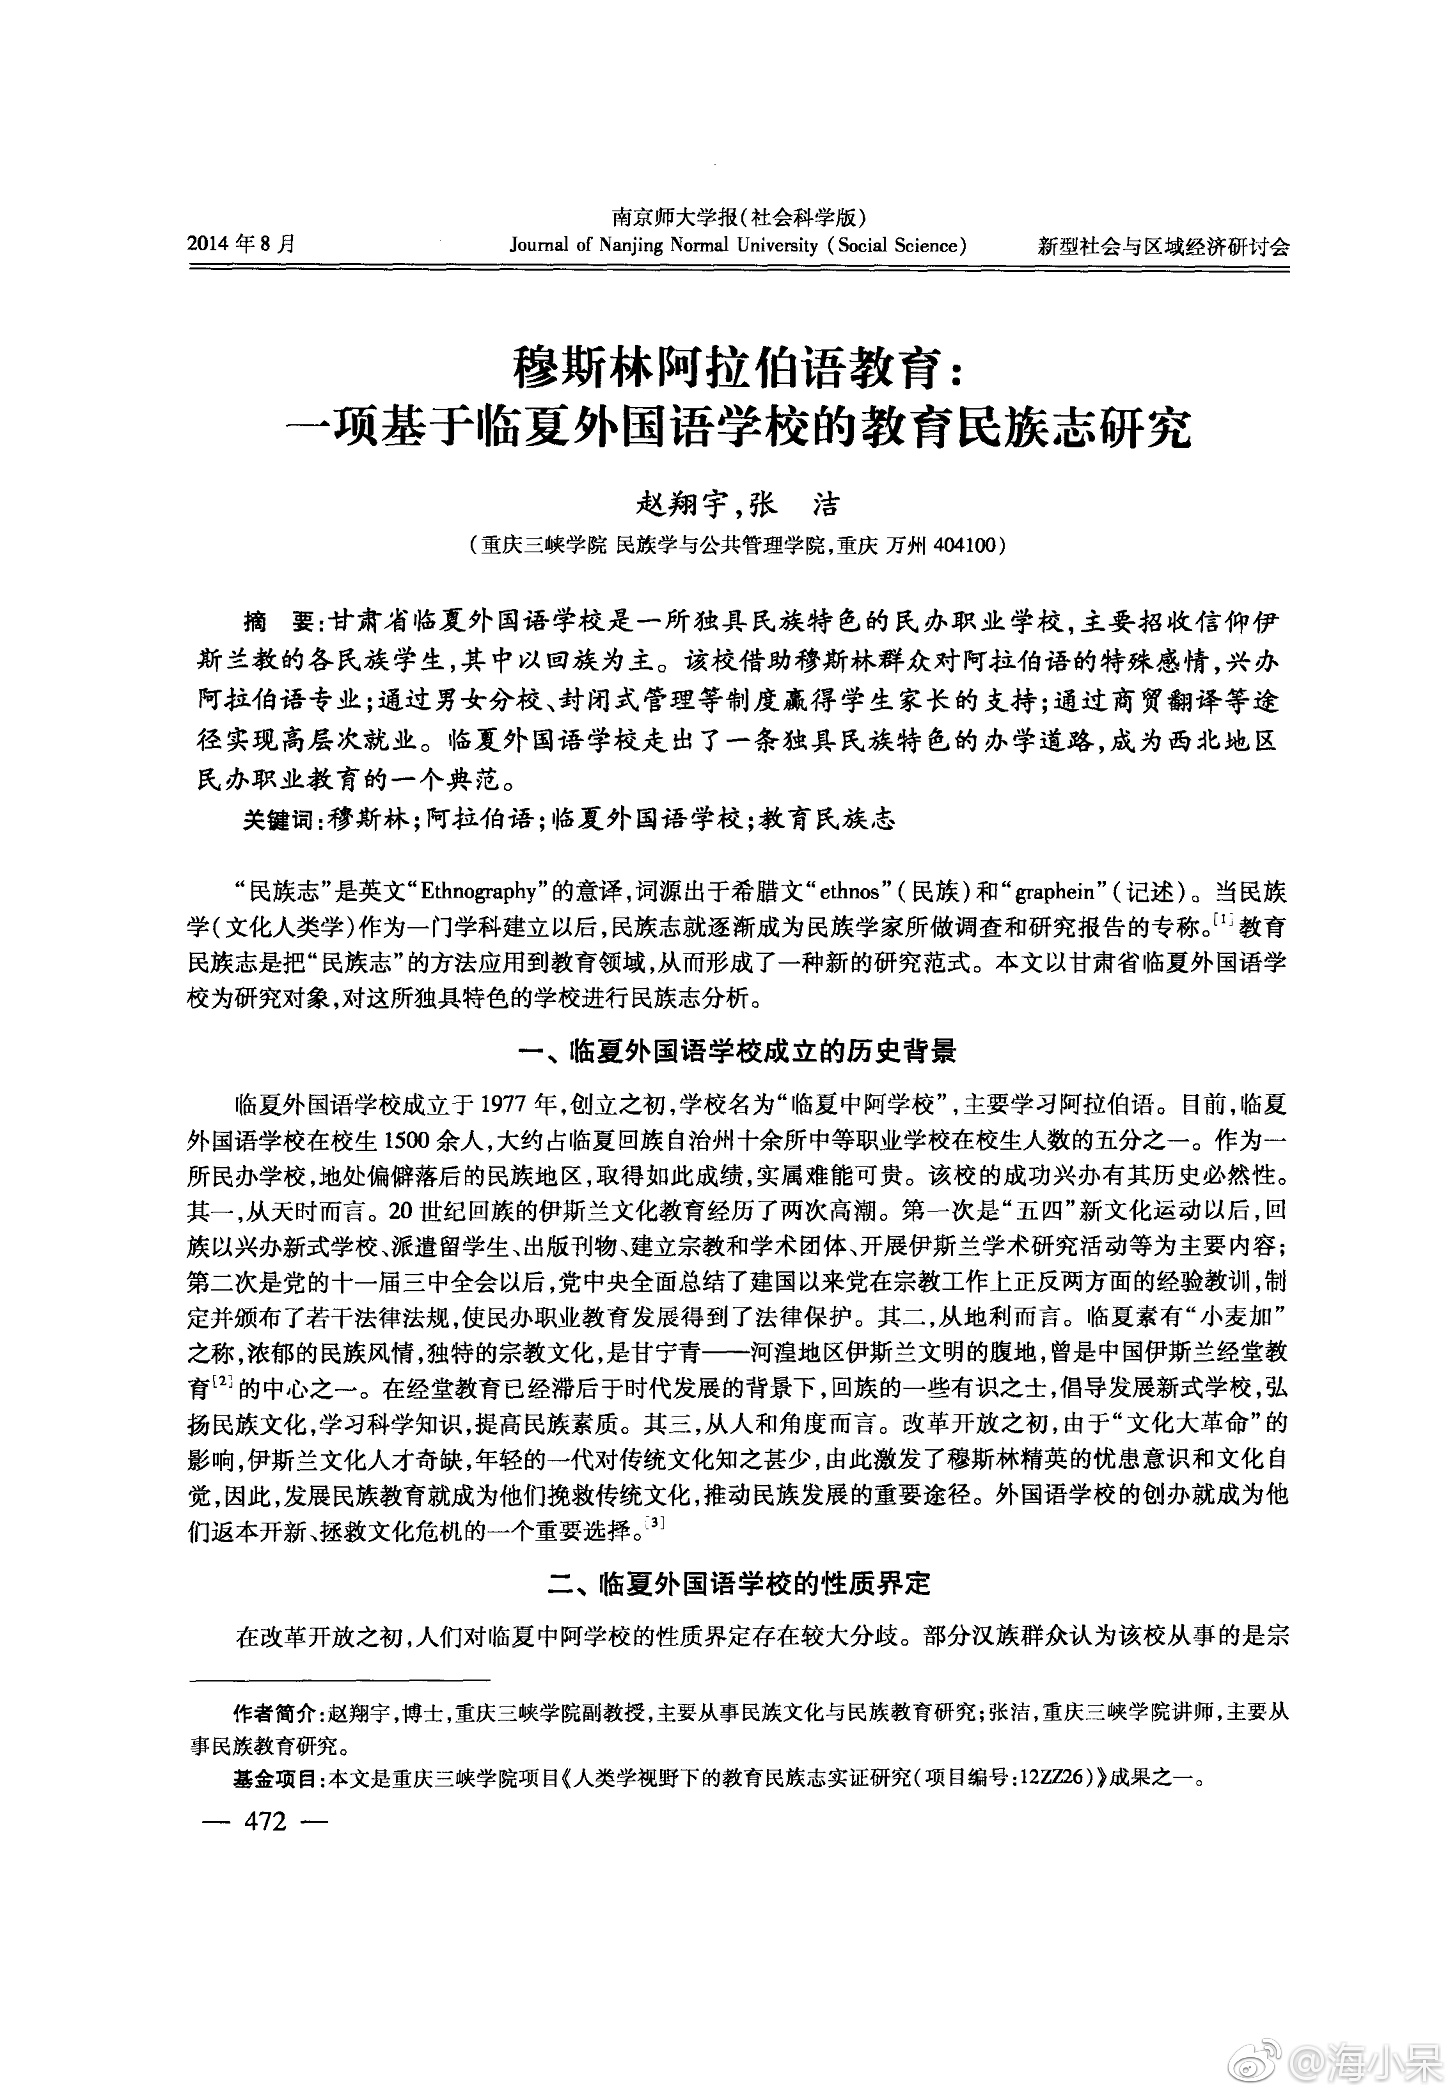 南京师大学报(社会科学版)
2014 年 8 月 Journal of Nanjing Normal University (Social Science) 新型社会与区域经济研讨会
穆斯林阿拉伯语教育:
一项基于临夏外国语学校的教育民族志研究
赵翔宇,张 洁
(重庆三峡学院 民族学与公共管理学院,重庆 万州 404100)
摘 要:甘肃省临夏外国语学校是一所独具民族特色的民办职业学校,主要招收信仰伊
斯兰教的各民族学生,其中以回族为主。该校借助穆斯林群众对阿拉伯语的特殊感情,兴办
阿拉伯语专业;通过男女分校、封闭式管理等制度赢得学生家长的支持;通过商贸翻译等途
径实现高层次就业。临夏外国语学校走出了一条独具民族特色的办学道路,成为西北地区
民办职业教育的一个典范。
关键词:穆斯林;阿拉伯语;临夏外国语学校;教育民族志
“民族志”是英文“Ethnography”的意译,词源出于希腊文“ethnos”(民族)和“graphein”(记述)。当民族
学(文化人类学)作为一门学科建立以后,民族志就逐渐成为民族学家所做调查和研究报告的专称。[1]教育
民族志是把“民族志”的方法应用到教育领域,从而形成了一种新的研究范式。本文以甘肃省临夏外国语学
校为研究对象,对这所独具特色的学校进行民族志分析。
一、临夏外国语学校成立的历史背景
临夏外国语学校成立于 1977 年,创立之初,学校名为“临夏中阿学校”,主要学习阿拉伯语。目前,临夏
外国语学校在校生 1500 余人,大约占临夏回族自治州十余所中等职业学校在校生人数的五分之一。作为一
所民办学校,地处偏僻落后的民族地区,取得如此成绩,实属难能可贵。该校的成功兴办有其历史必然性。
其一,从天时而言。20 世纪回族的伊斯兰文化教育经历了两次高潮。第一次是“五四”新文化运动以后,回
族以兴办新式学校、派遣留学生、出版刊物、建立宗教和学术团体、开展伊斯兰学术研究活动等为主要内容;
第二次是党的十一届三中全会以后,党中央全面总结了建国以来党在宗教工作上正反两方面的经验教训,制
定并颁布了若干法律法规,使民办职业教育发展得到了法律保护。其二,从地利而言。临夏素有“小麦加”
之称,浓郁的民族风情,独特的宗教文化,是甘宁青——河湟地区伊斯兰文明的腹地,曾是中国伊斯兰经堂教
育[2]的中心之一。在经堂教育已经滞后于时代发展的背景下,回族的一些有识之士,倡导发展新式学校,弘
扬民族文化,学习科学知识,提高民族素质。其三,从人和角度而言。改革开放之初,由于“文化大革命”的
影响,伊斯兰文化人才奇缺,年轻的一代对传统文化知之甚少,由此激发了穆斯林精英的忧患意识和文化自
觉,因此,发展民族教育就成为他们挽救传统文化,推动民族发展的重要途径。外国语学校的创办就成为他
们返本开新、拯救文化危机的一个重要选择。[3]
二、临夏外国语学校的性质界定
在改革开放之初,人们对临夏中阿学校的性质界定存在较大分歧。部分汉族群众认为该校从事的是宗
作者简介:赵翔宇,博士,重庆三峡学院副教授,主要从事民族文化与民族教育研究;张洁,重庆三峡学院讲师,主要从
事民族教育研究。
基金项目:本文是重庆三峡学院项目《人类学视野下的教育民族志实证研究(项目编号:12ZZ26)》成果之一。
— 472 —
@海小呆